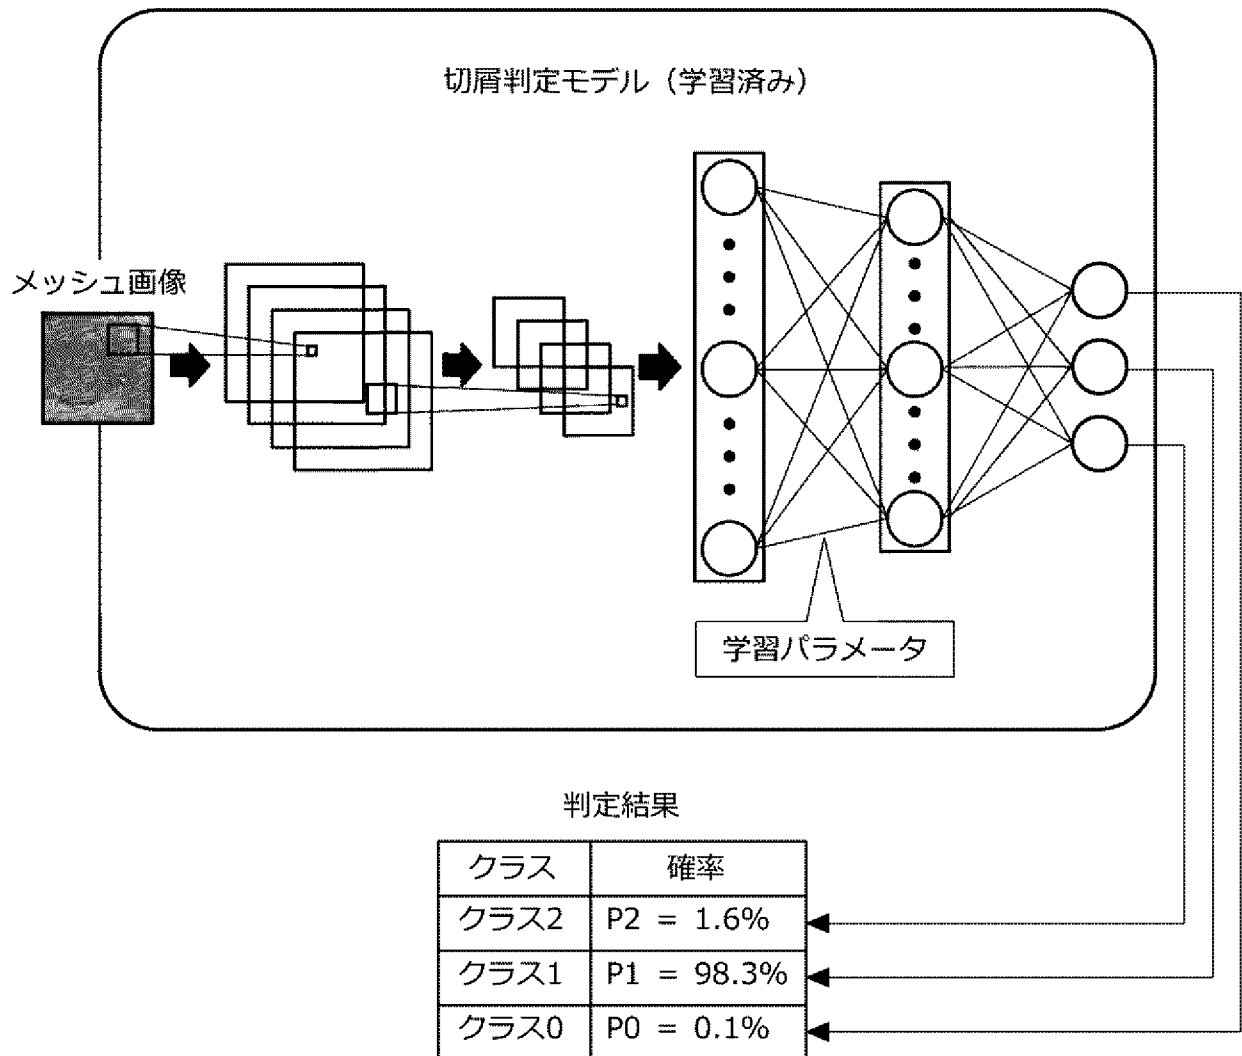 切屑判定モデル（学習済み）
メッシュ画像
学習パラメータ
判定結果
クラス 確率
クラス2 P2 = 1.6%
クラス1 P1 = 98.3%
クラス0 P0 = 0.1%